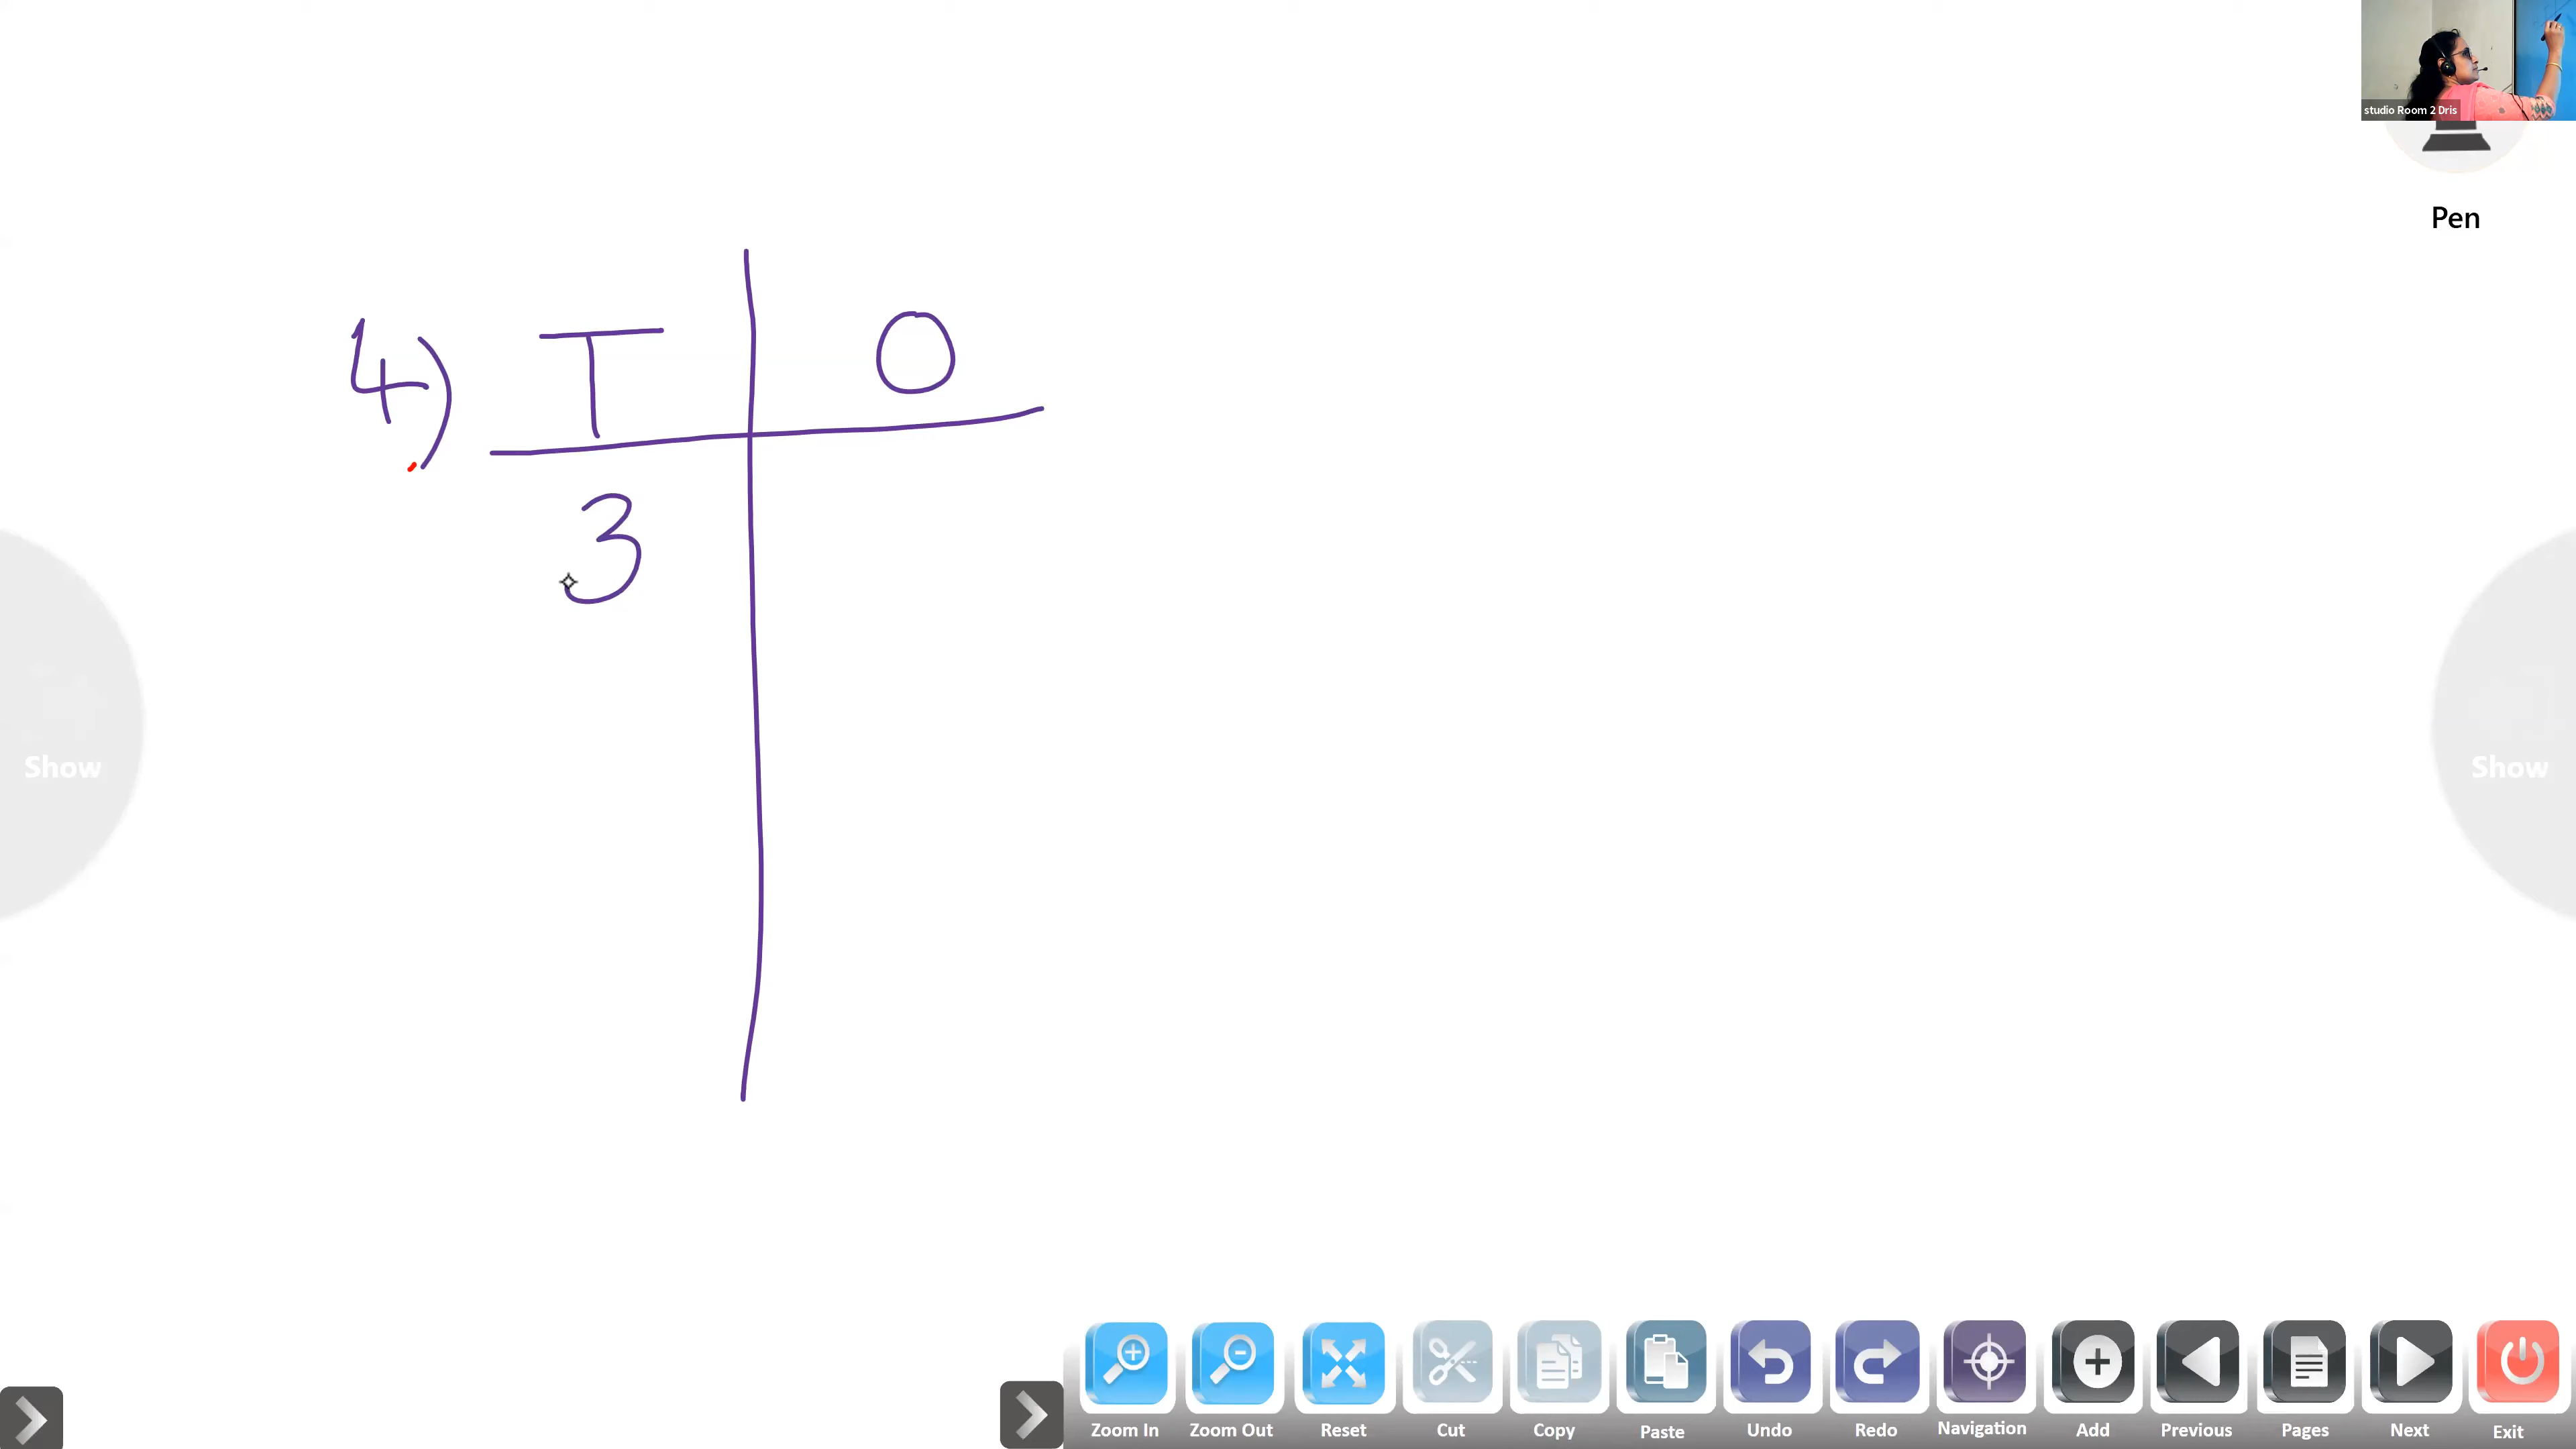 studio Room 2 Dris
Pen
4) T O
3
Show Show
Zoom In Zoom Out Reset Cut Copy Paste Undo Redo Navigation Add Previous Pages Next Exit